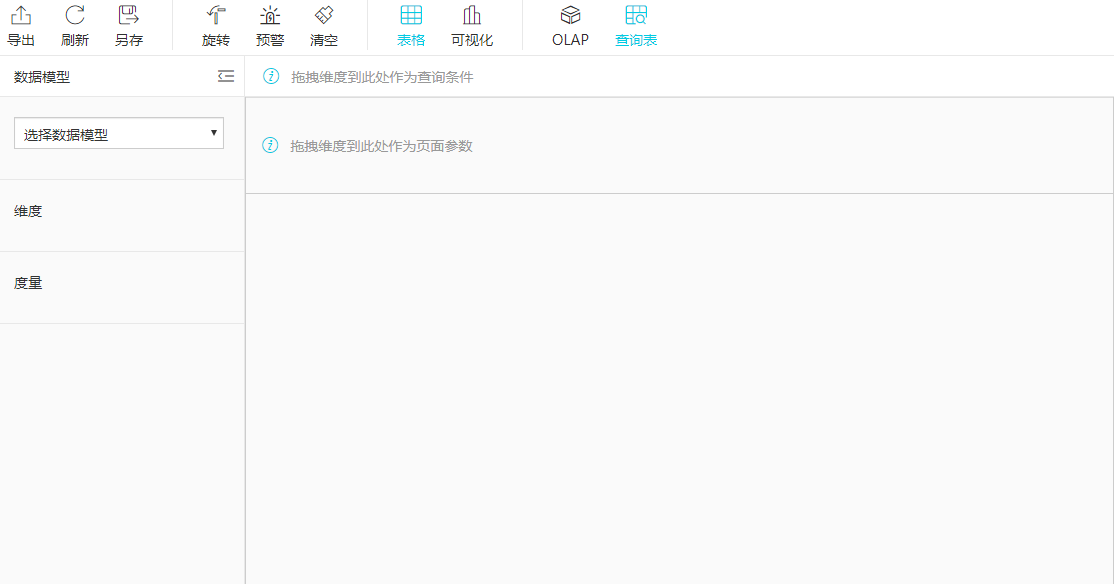 导出 刷新 另存 旋转 预警 清空 表格 可视化 OLAP 查询表
数据模型
拖拽维度到此处作为查询条件
选择数据模型
拖拽维度到此处作为页面参数
维度
度量